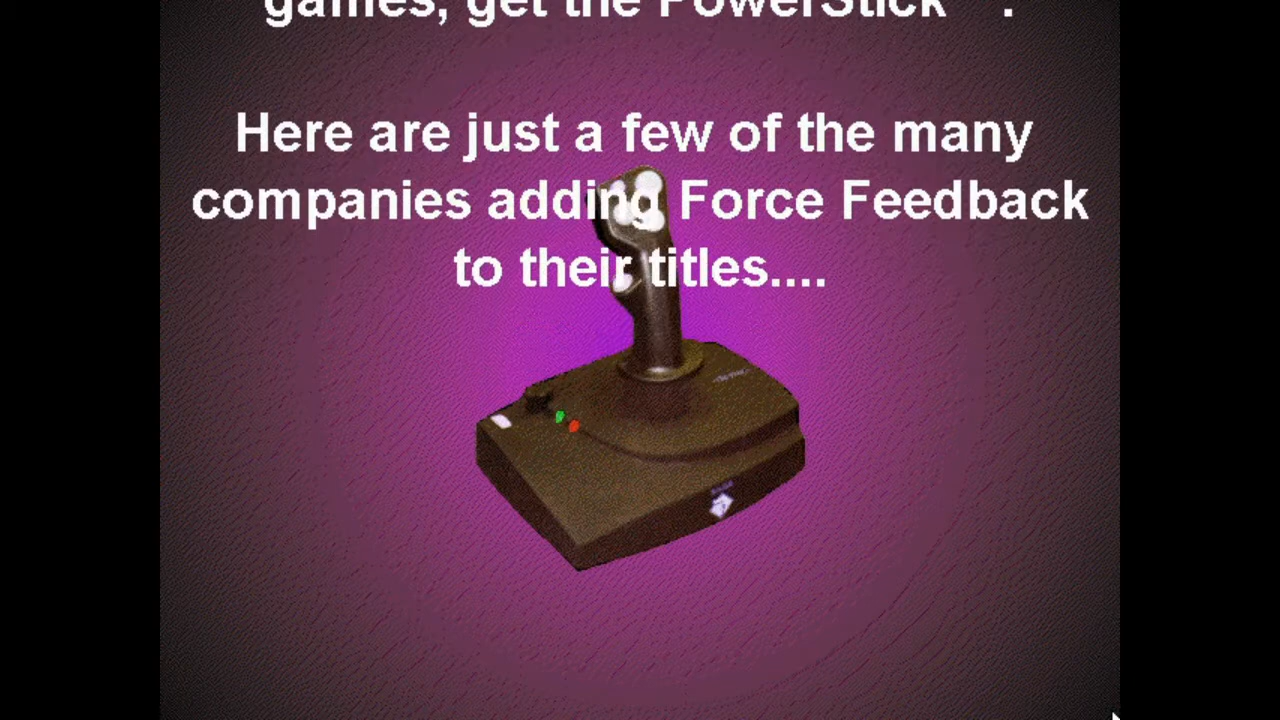 games, get the PowerStick .
Here are just a few of the many
companies adding Force Feedback
to their titles....